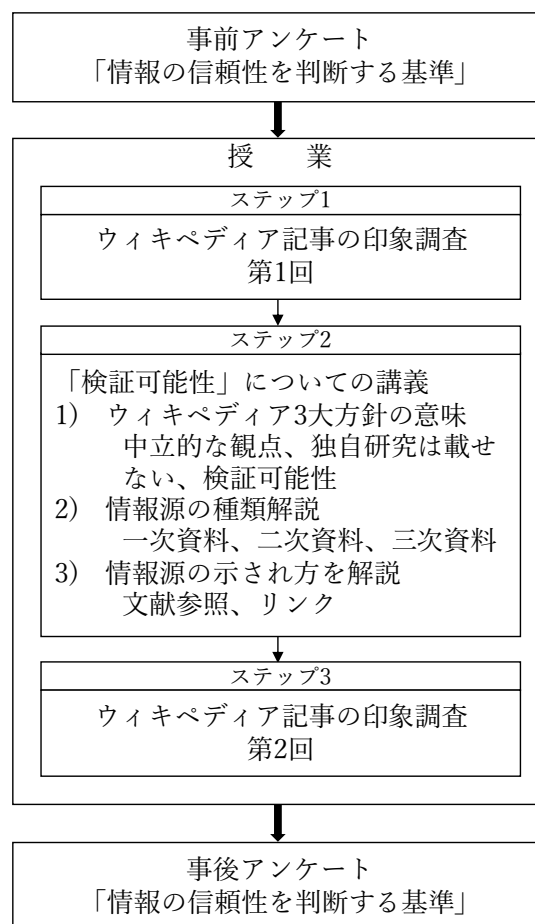 事前アンケート
「情報の信頼性を判断する基準」
授　業
ステップ1
ウィキペディア記事の印象調査
第1回
ステップ2
「検証可能性」についての講義
1)　ウィキペディア3大方針の意味
中立的な観点、独自研究は載せ
ない、検証可能性
2)　情報源の種類解説
一次資料、二次資料、三次資料
3)　情報源の示され方を解説
文献参照、リンク
ステップ3
ウィキペディア記事の印象調査
第2回
事後アンケート
「情報の信頼性を判断する基準」